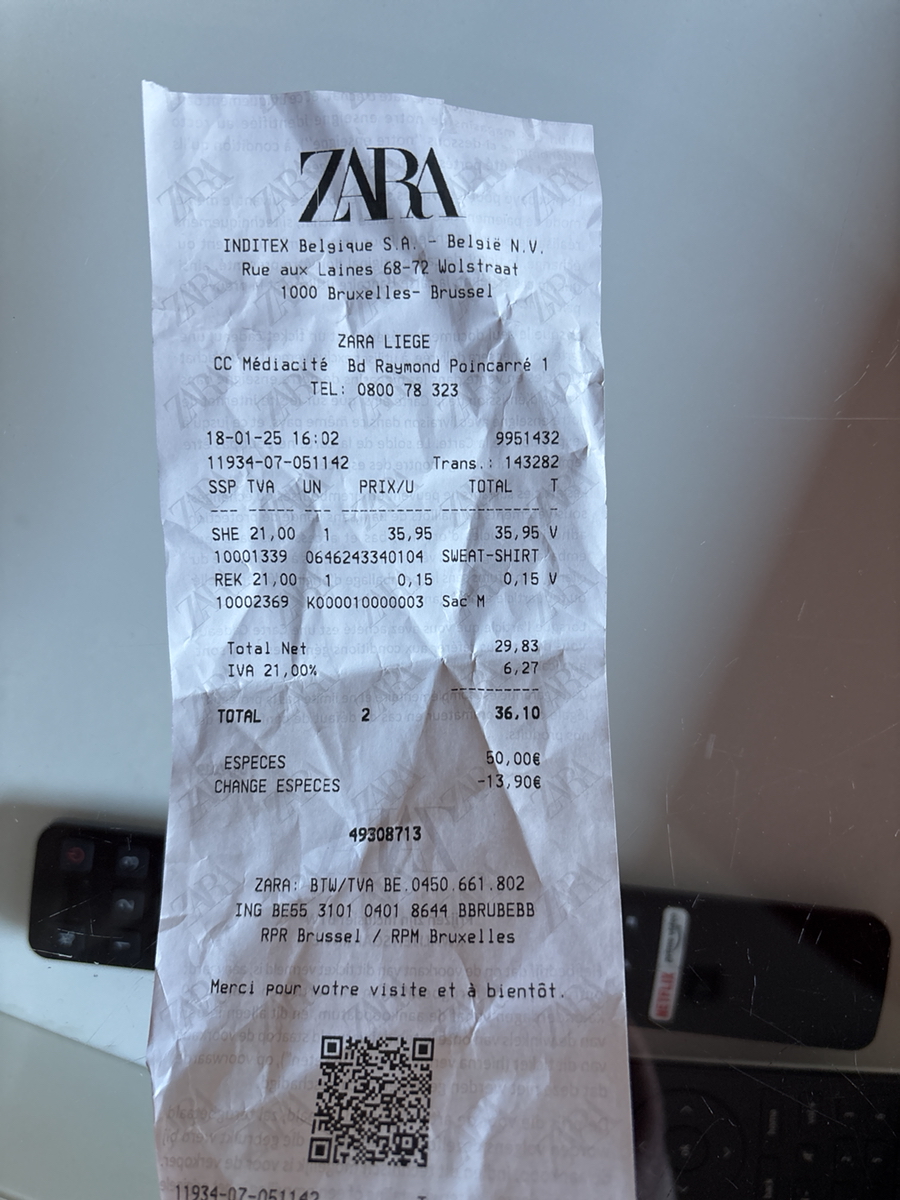 ZARA
INDITEX Belgique S.A. - België N.V.
Rue aux Laines 68-72 Wolstraat
1000 Bruxelles- Brussel
ZARA LIEGE
CC Médiacité Bd Raymond Poincarré 1
TEL: 0800 78 323
18-01-25 16:02 9951432
11934-07-051142 Trans.: 143282
SSP TVA UN PRIX/U TOTAL T
--- ----- --- ---------- ------------
SHE 21,00 1 35,95 35,95 V
10001339 0646243340104 SWEAT-SHIRT
REK 21,00 1 0,15 0,15 V
10002369 K000010000003 Sac M
Total Net 29,83
IVA 21,00% 6,27
-----------
TOTAL 2 36,10
ESPECES 50,00€
CHANGE ESPECES -13,90€
49308713
ZARA: BTW/TVA BE.0450.661.802
ING BE55 3101 0401 8644 BBRUBEBB
RPR Brussel / RPM Bruxelles
Merci pour votre visite et à bientôt.
11934-07-051142
NETFLIX